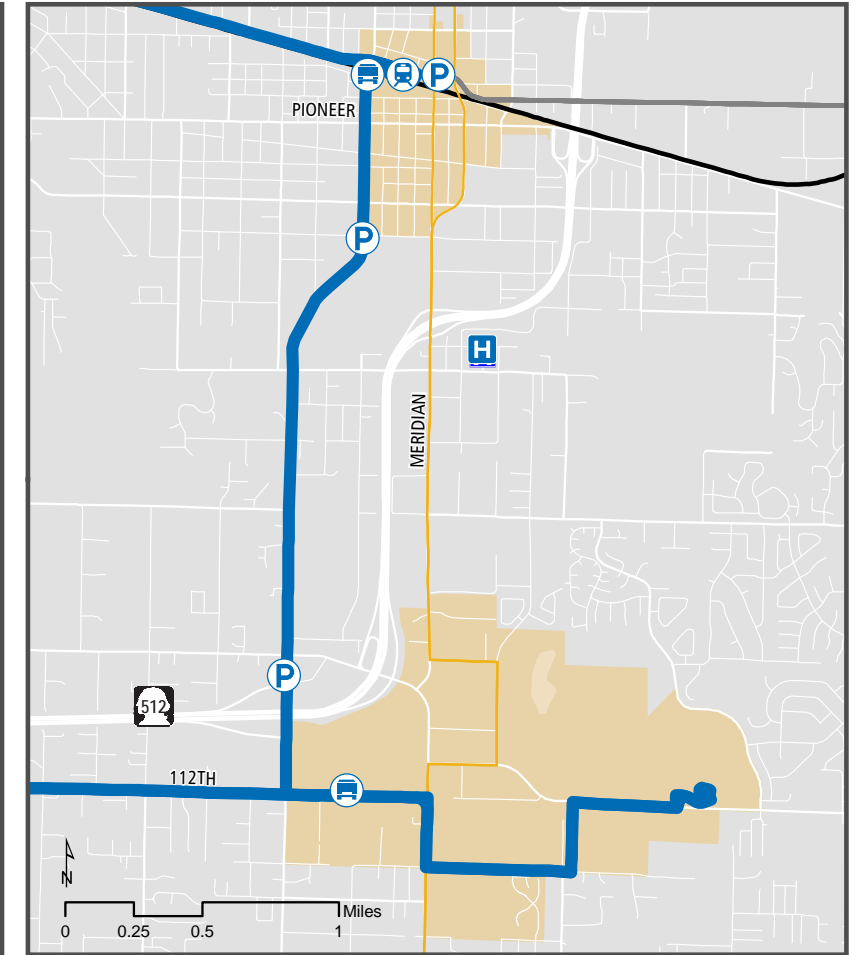 P
PIONEER
P
H
MERIDIAN
P
512
112TH
N
Miles
0 0.25 0.5 1